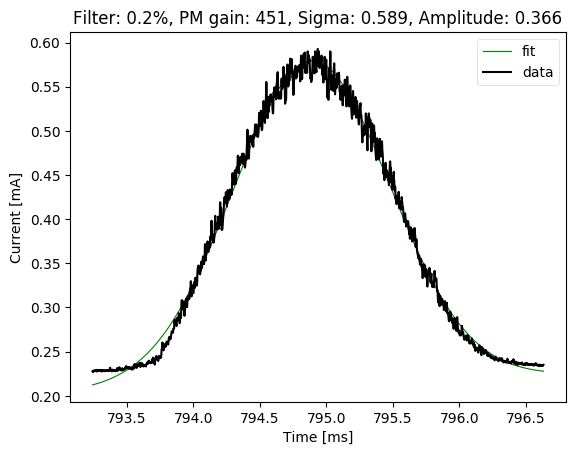 Filter: 0.2%, PM gain: 451, Sigma: 0.589, Amplitude: 0.366
fit
data
0.60
0.55
0.50
0.45
0.40
0.35
0.30
0.25
0.20
Current [mA]
793.5 794.0 794.5 795.0 795.5 796.0 796.5
Time [ms]